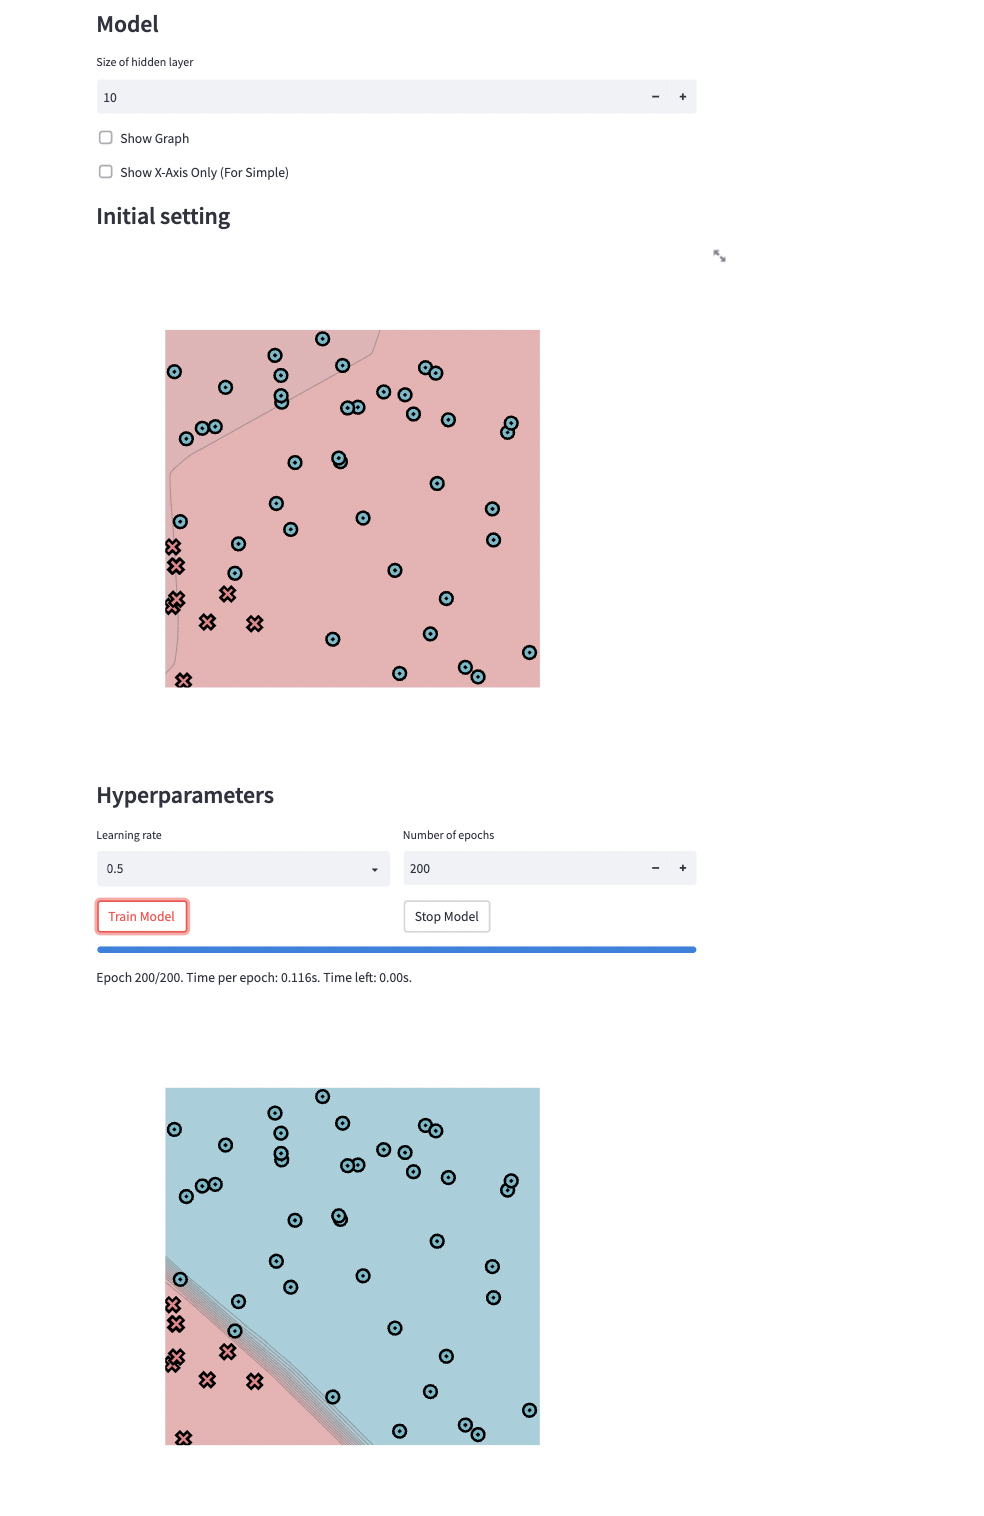 Model
Size of hidden layer
10
Show Graph
Show X-Axis Only (For Simple)
Initial setting
Hyperparameters
Learning rate
Number of epochs
0.5
200
Train Model
Stop Model
Epoch 200/200. Time per epoch: 0.116s. Time left: 0.00s.